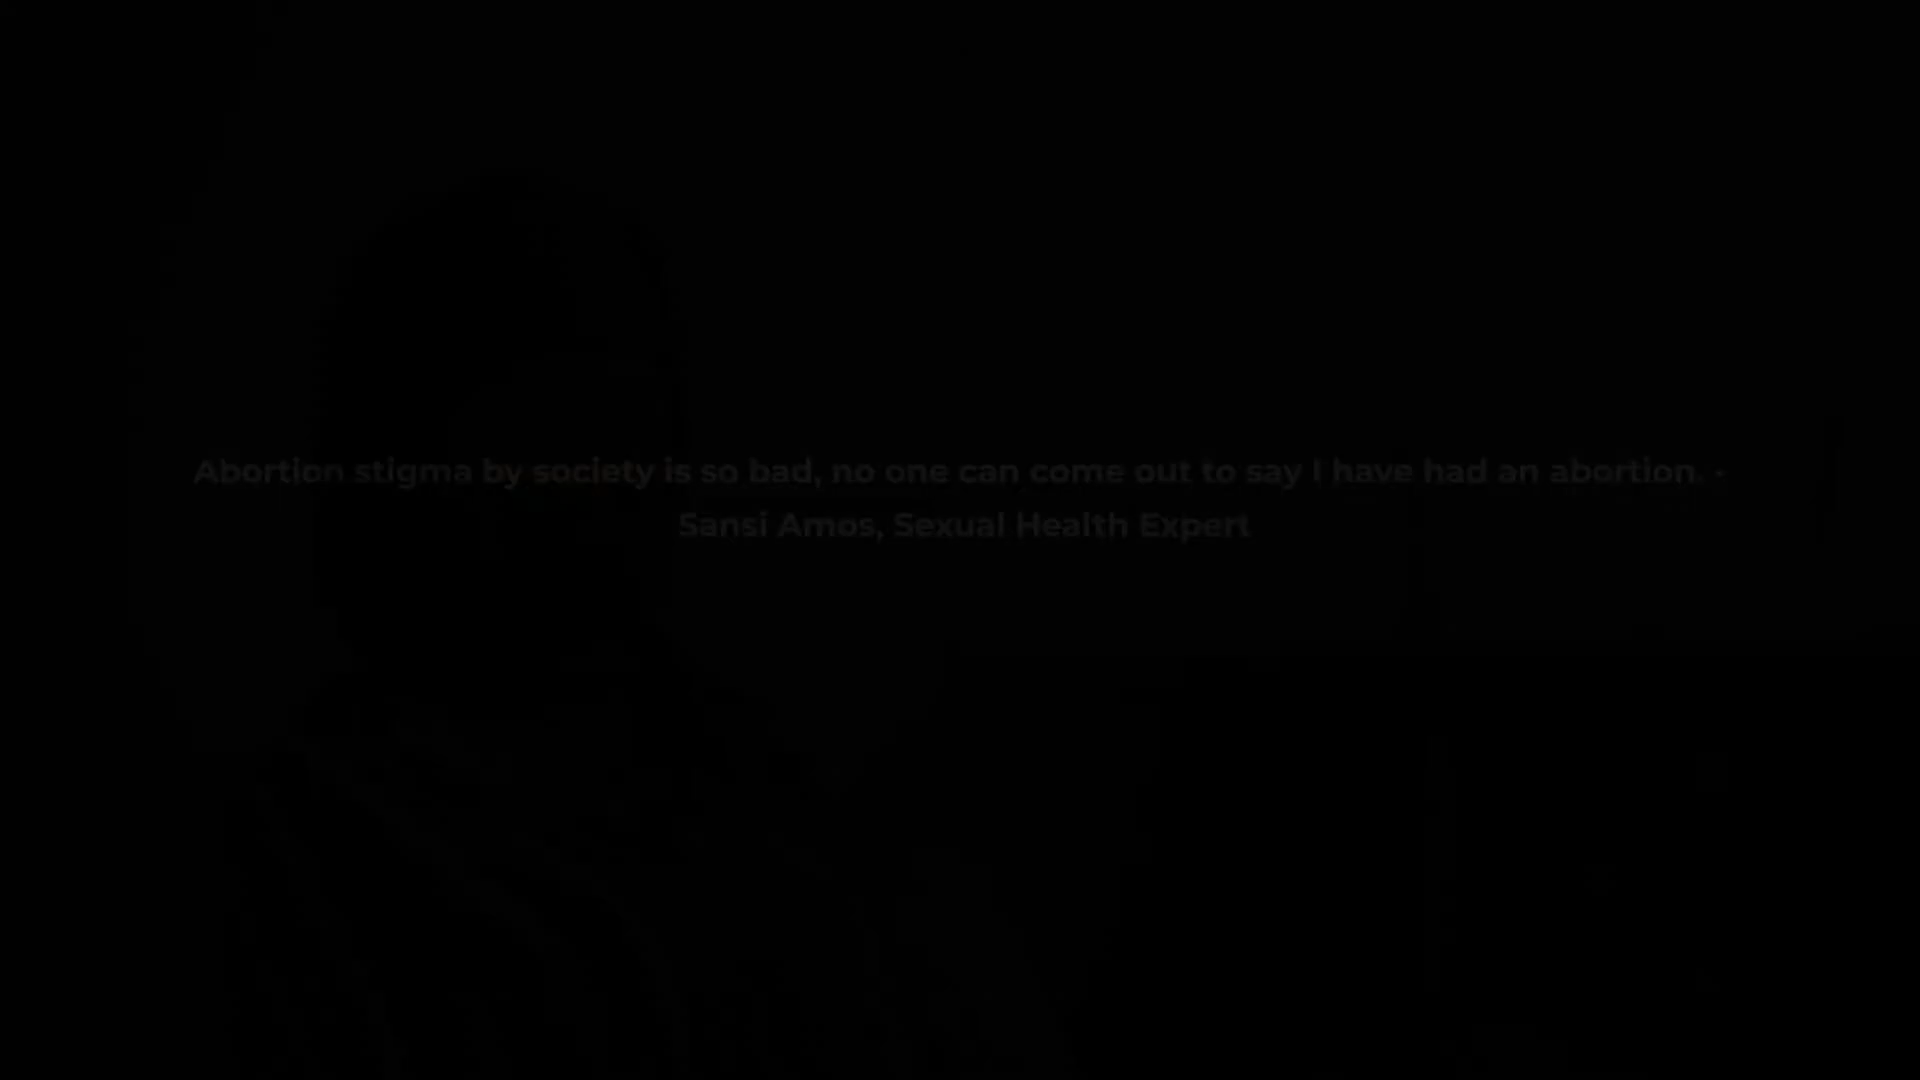 Abortion stigma by society is so bad, no one can come out to say I have had an abortion. -
Sansi Amos, Sexual Health Expert